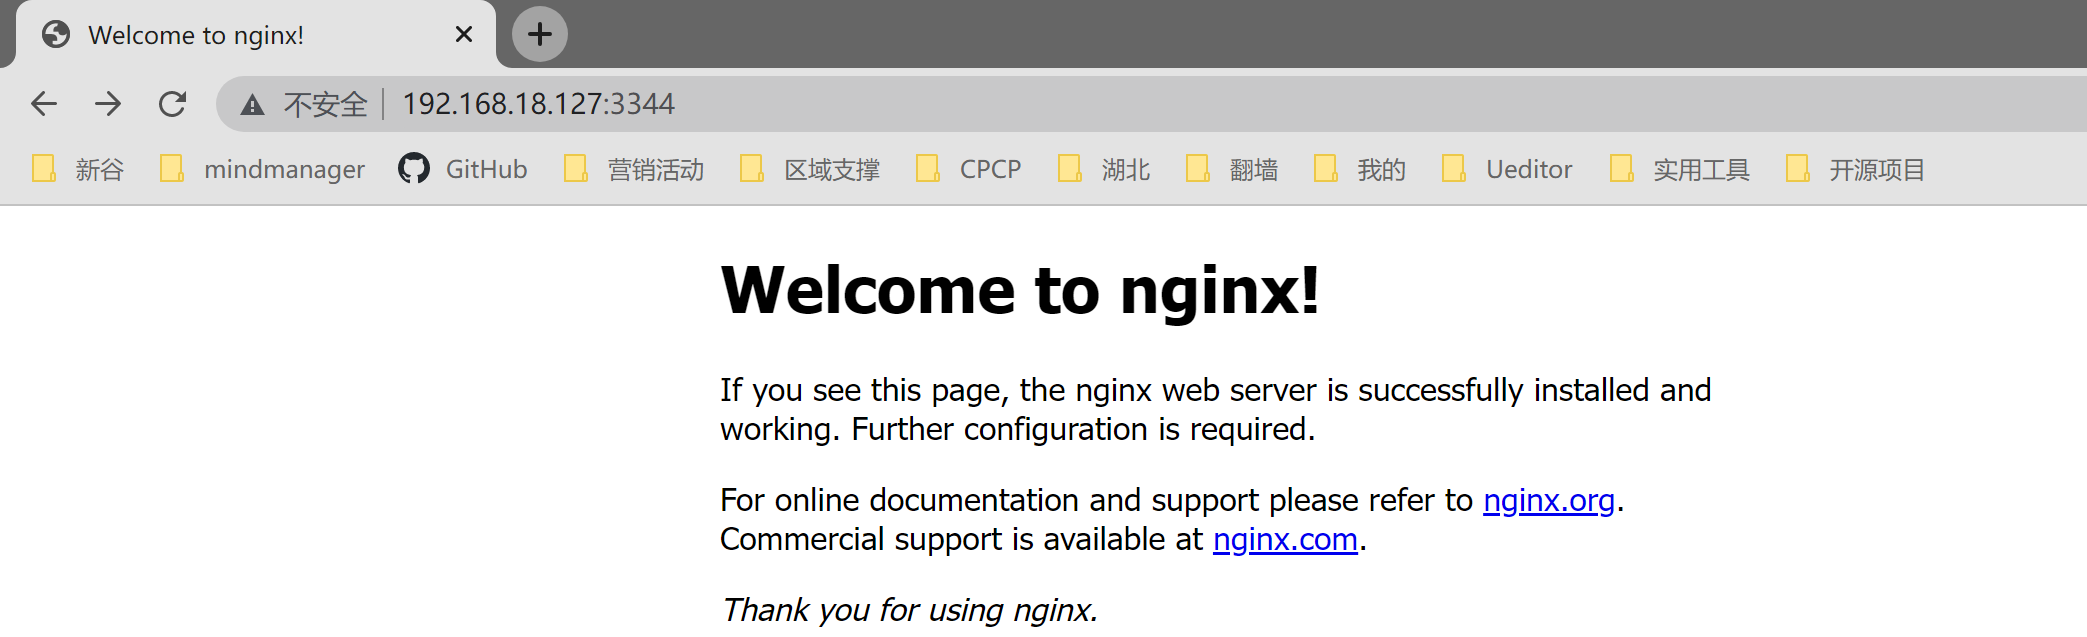 Welcome to nginx!
不安全 192.168.18.127:3344
新谷 mindmanager GitHub 营销活动 区域支撑 CPCP 湖北 翻墙 我的 Ueditor 实用工具 开源项目
Welcome to nginx!
If you see this page, the nginx web server is successfully installed and
working. Further configuration is required.
For online documentation and support please refer to nginx.org.
Commercial support is available at nginx.com.
Thank you for using nginx.